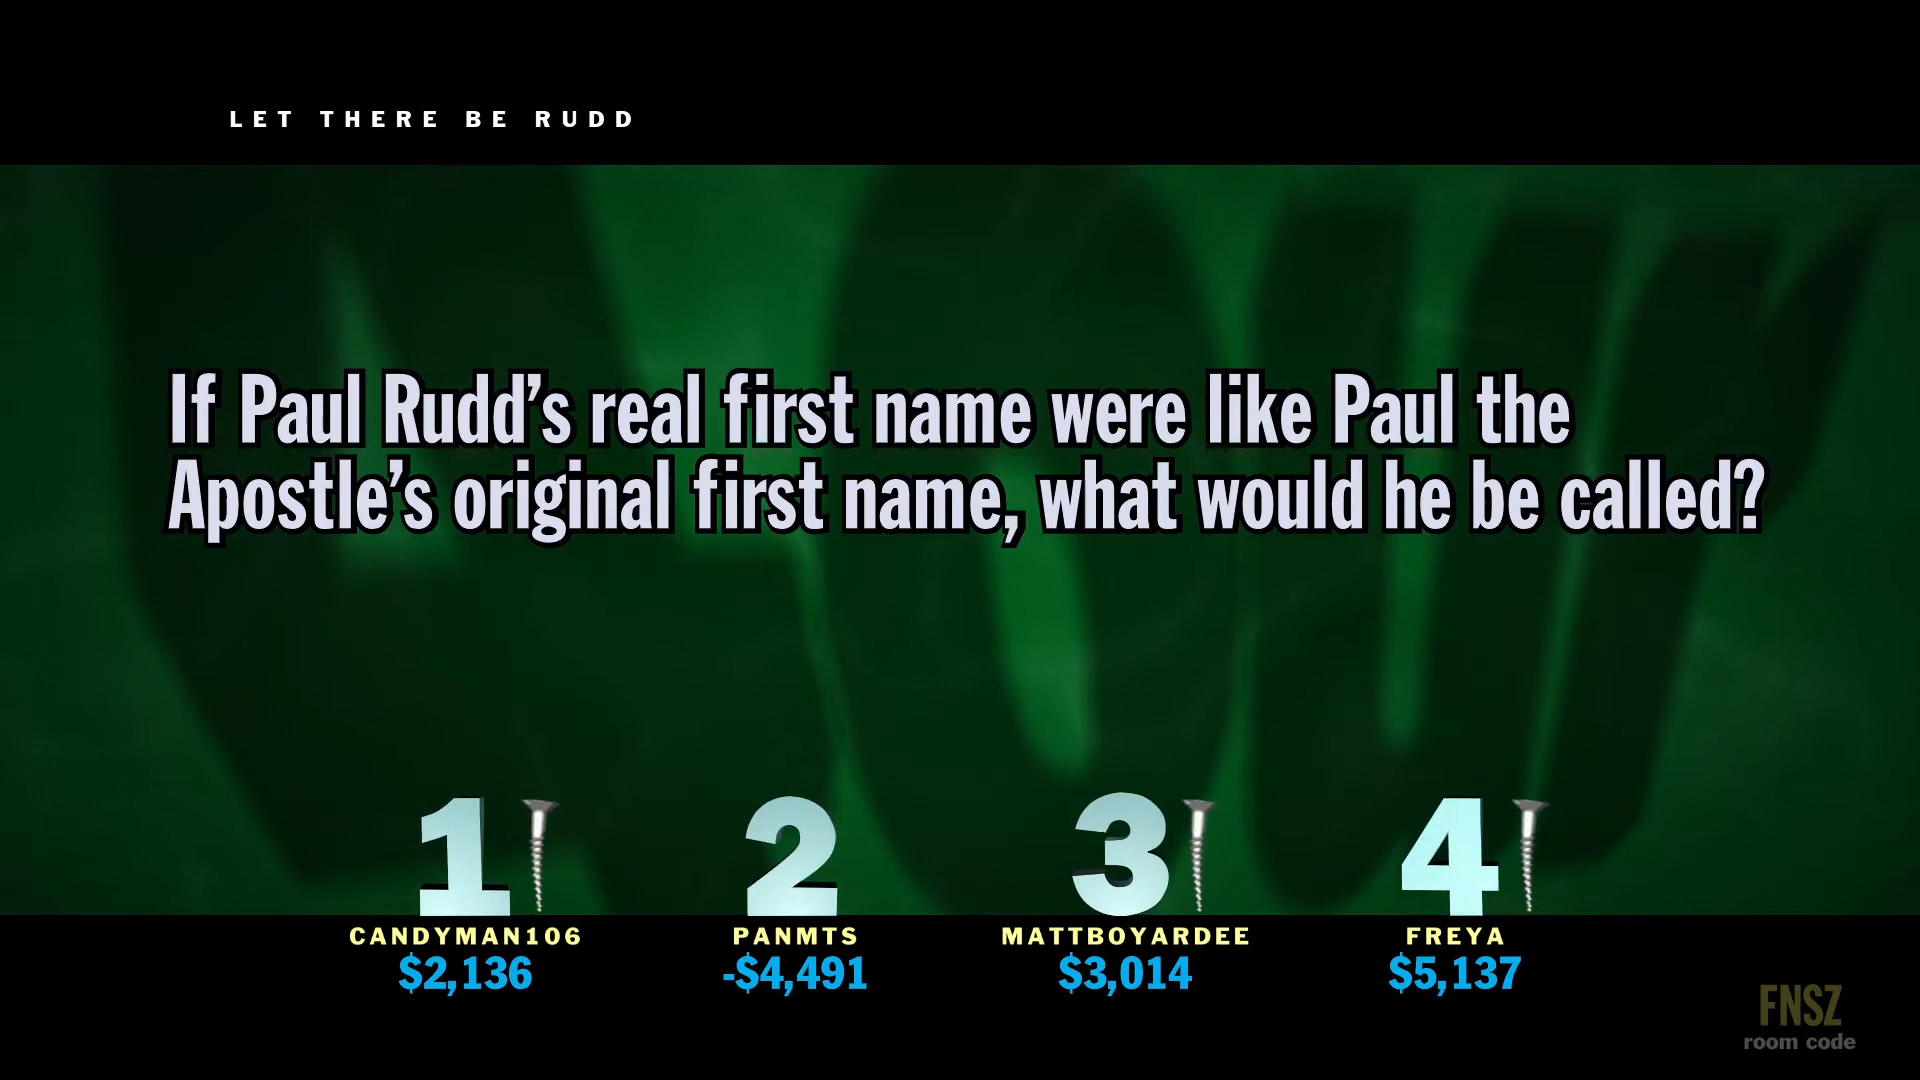 LET THERE BE RUDD
If Paul Rudd’s real first name were like Paul the
Apostle’s original first name, what would he be called?
1 2 3 4
CANDYMAN106 PANMTS MATTBOYARDEE FREYA
$2,136 -$4,491 $3,014 $5,137
FNSZ
room code